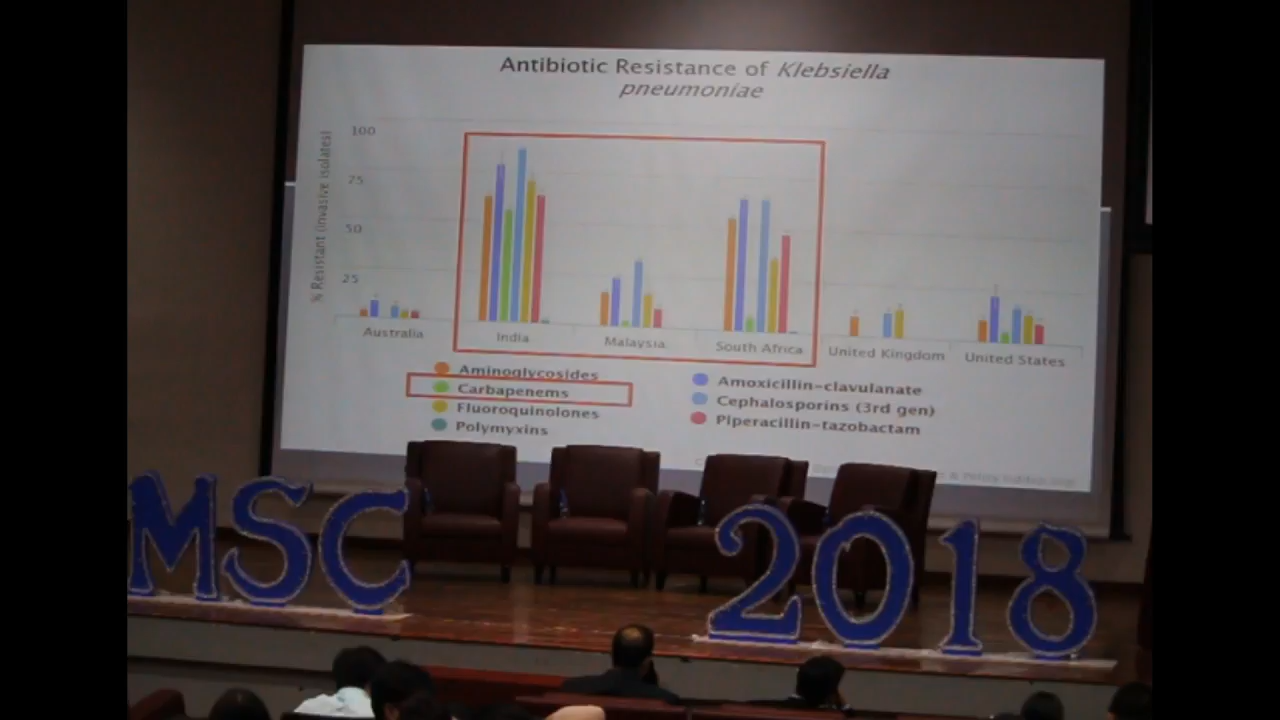 Antibiotic Resistance of Klebsiella
pneumoniae
% Resistant (invasive isolates)
100
75
50
25
Australia
India
Malaysia
South Africa
United Kingdom
United States
Aminoglycosides
Carbapenems
Fluoroquinolones
Polymyxins
Amoxicillin-clavulanate
Cephalosporins (3rd gen)
Piperacillin-tazobactam
& Policy
MSC 2018